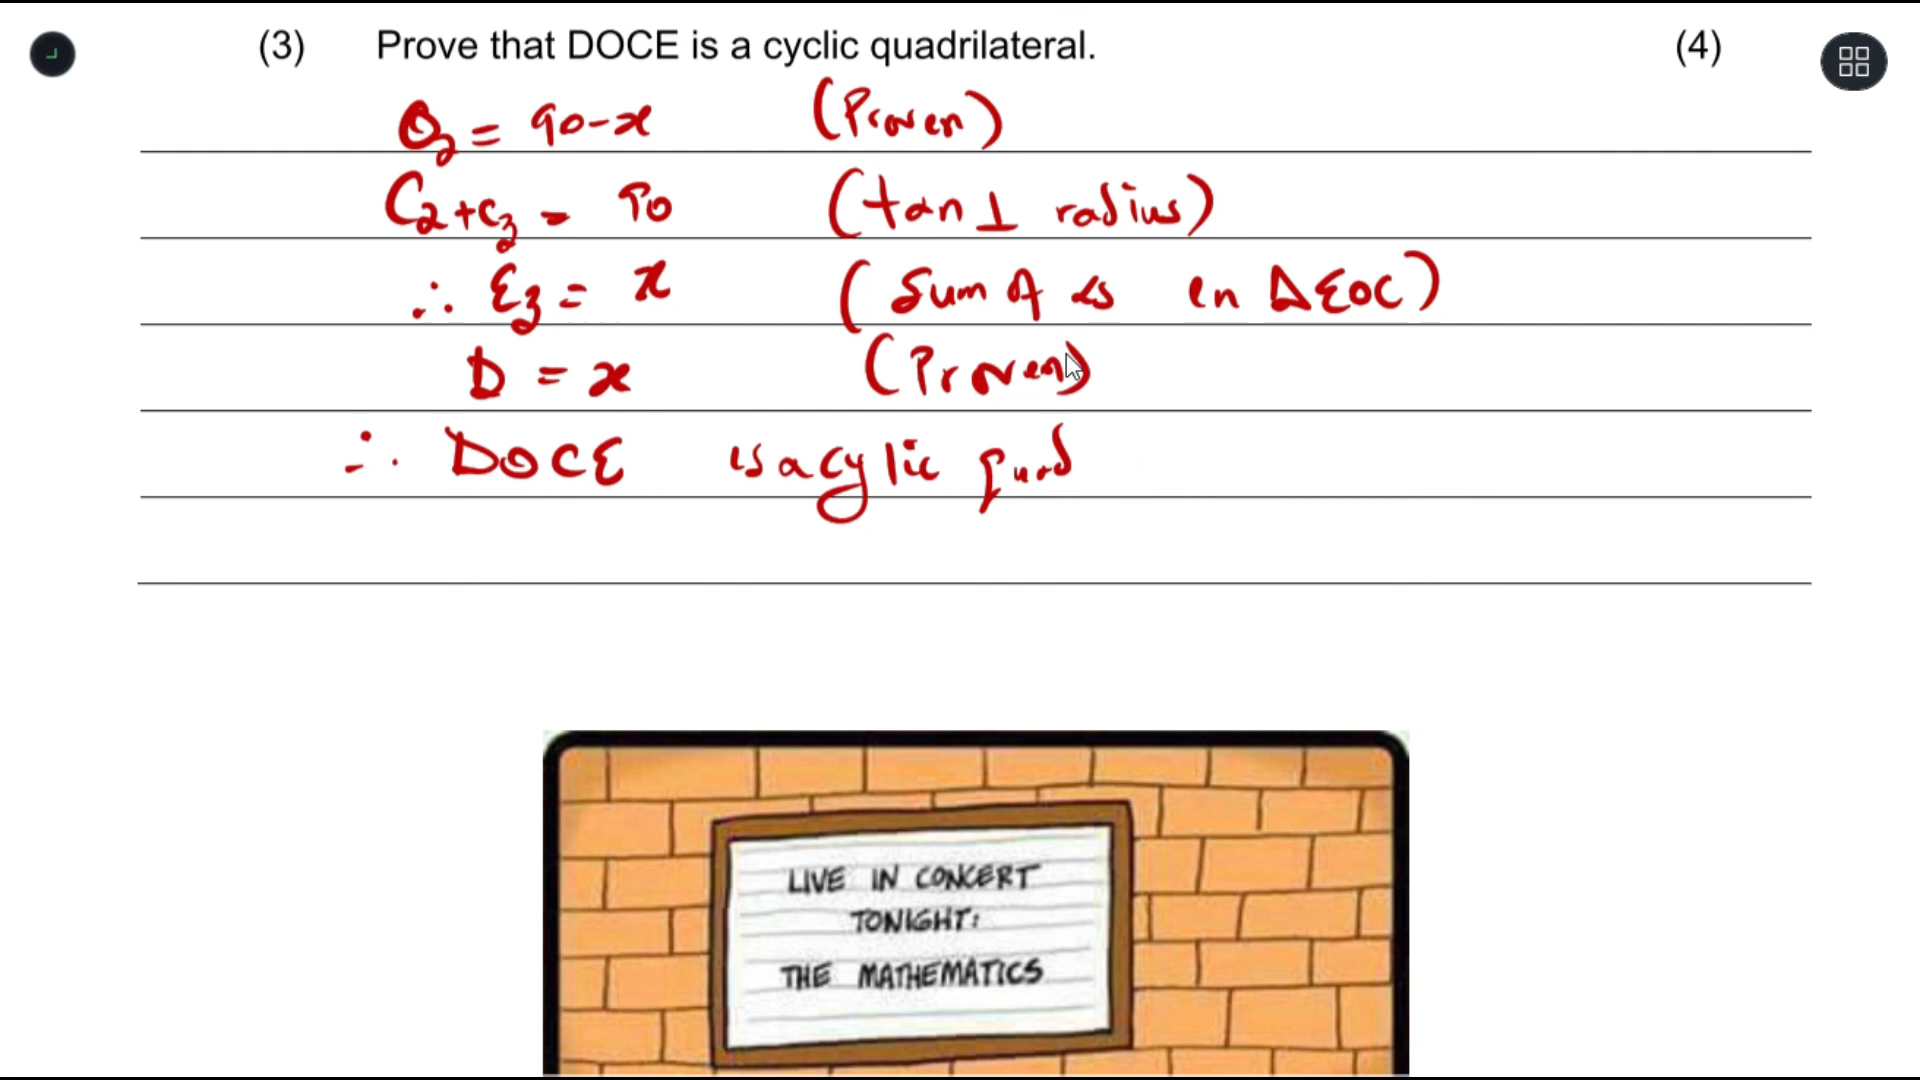 (3) Prove that DOCE is a cyclic quadrilateral. (4)
O₂ = 90-x (Proven)
C₂+C₃ = 90 (tan ⊥ radius)
∴ E₃ = x (Sum of ∠s in ΔEOC)
D = x (Proven)
∴ DOCE is a cylic quad
LIVE IN CONCERT
TONIGHT:
THE MATHEMATICS